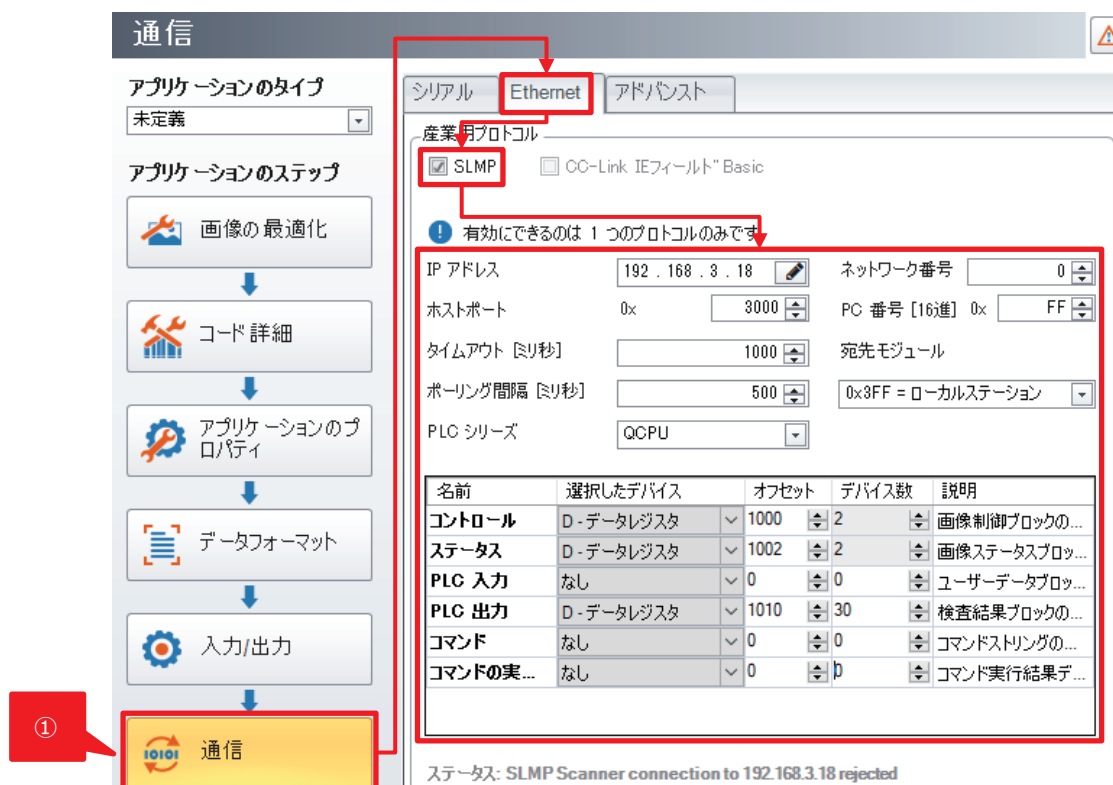 通信
アプリケーションのタイプ
未定義
アプリケーションのステップ
画像の最適化
コード詳細
アプリケーションのプ
ロパティ
データフォーマット
入力/出力
①
通信
シリアル Ethernet アドバンスト
産業用プロトコル
SLMP CC-Link IEフィールド Basic
有効にできるのは 1 つのプロトコルのみです
IP アドレス 192 . 168 . 3 . 18 ネットワーク番号 0
ホストポート 0x 3000 PC 番号 [16進] 0x FF
タイムアウト [ミリ秒] 1000 宛先モジュール
ポーリング間隔 [ミリ秒] 500 0x3FF = ローカルステーション
PLC シリーズ QCPU
名前 選択したデバイス オフセット デバイス数 説明
コントロール D - データレジスタ 1000 2 画像制御ブロックの...
ステータス D - データレジスタ 1002 2 画像ステータスブロッ...
PLC 入力 なし 0 0 ユーザーデータブロッ...
PLC 出力 D - データレジスタ 1010 30 検査結果ブロックの...
コマンド なし 0 0 コマンドストリングの...
コマンドの実... なし 0 0 コマンド実行結果デ...
ステータス: SLMP Scanner connection to 192.168.3.18 rejected